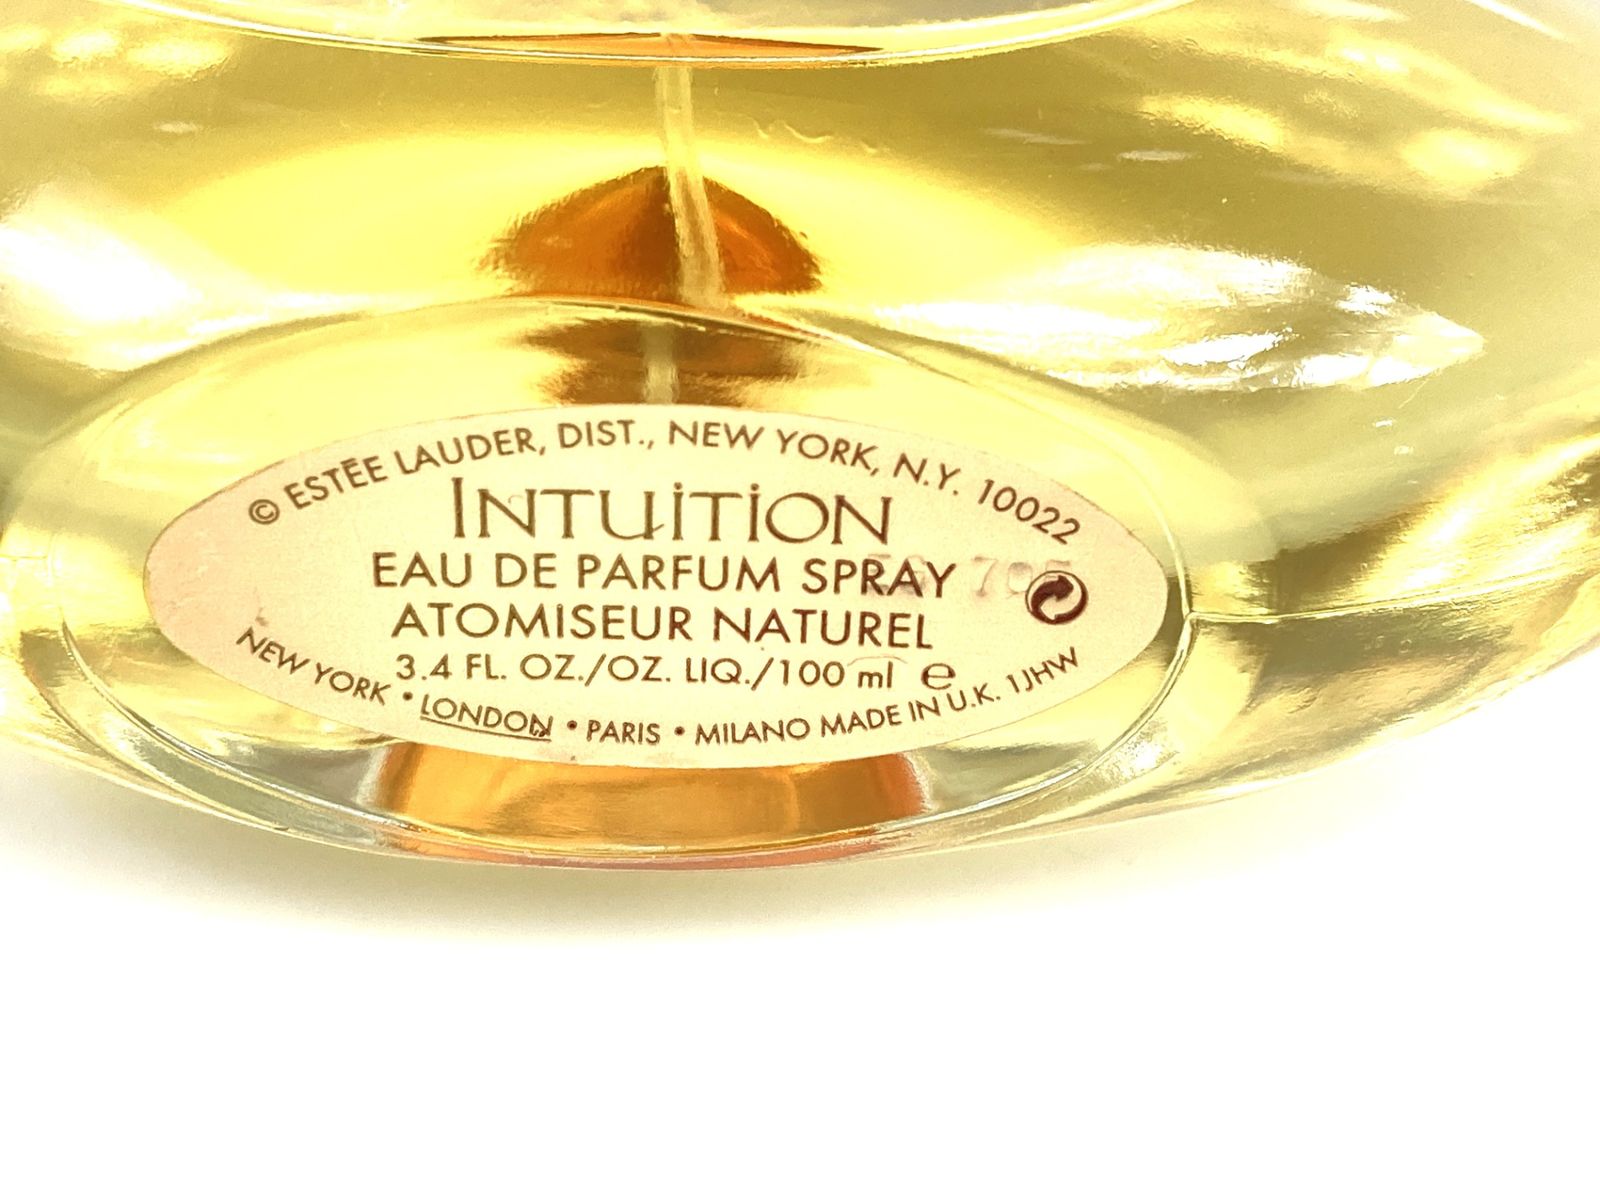 © ESTĒE LAUDER, DIST., NEW YORK, N.Y. 10022
INTUITION
EAU DE PARFUM SPRAY
ATOMISEUR NATUREL
3.4 FL. OZ./OZ. LIQ./100 ml e
NEW YORK • LONDON • PARIS • MILANO MADE IN U.K. 1JHW